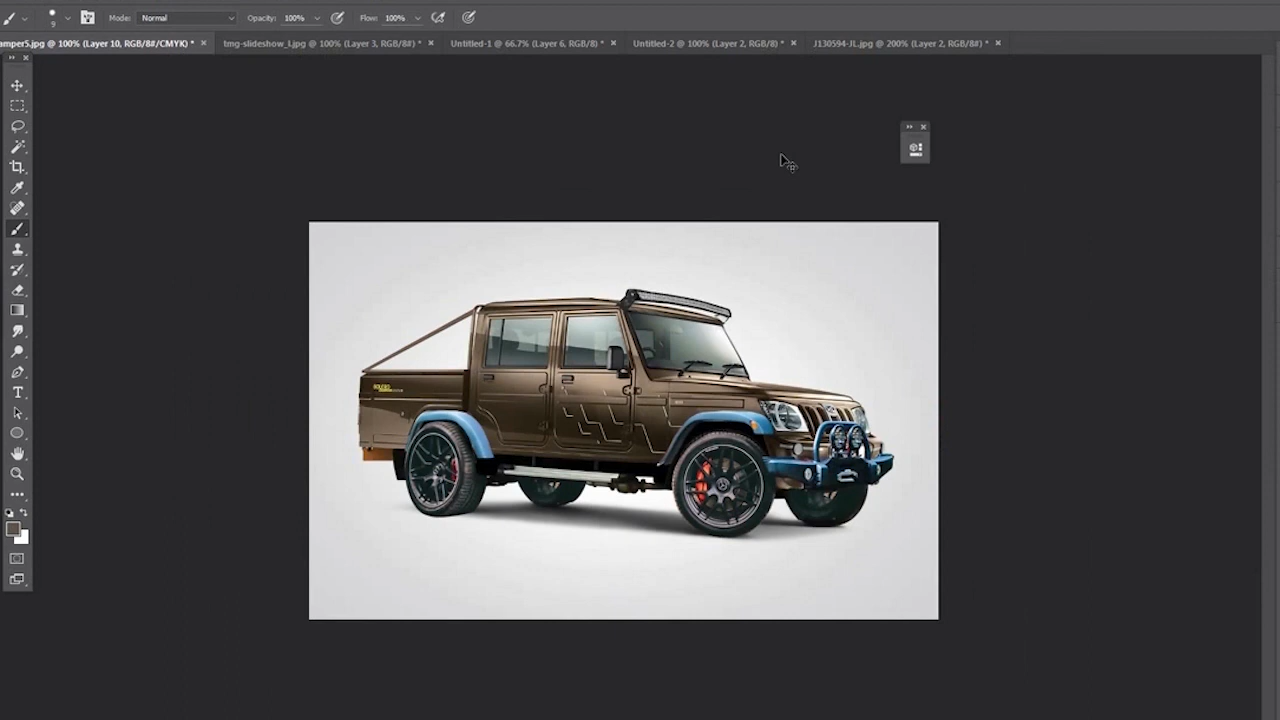 9 Mode: Normal Opacity: 100% Flow: 100%
amper5.jpg @ 100% (Layer 10, RGB/8#/CMYK) * × tmg-slideshow_l.jpg @ 100% (Layer 3, RGB/8#) * × Untitled-1 @ 66.7% (Layer 6, RGB/8) * × Untitled-2 @ 100% (Layer 2, RGB/8) * × J130594-JL.jpg @ 200% (Layer 2, RGB/8#) * ×